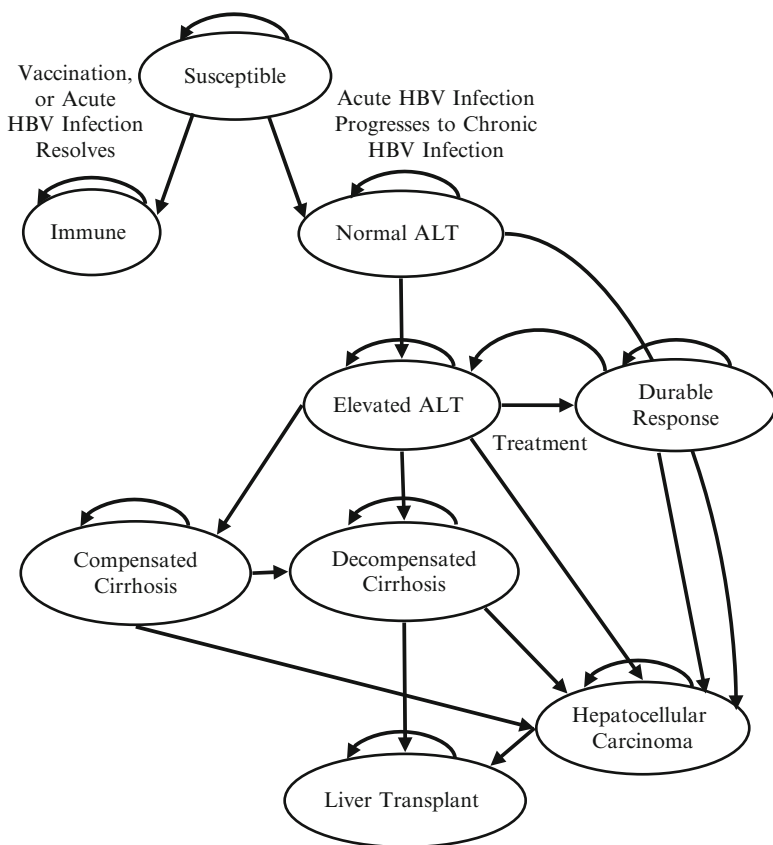 Susceptible
Vaccination,
or Acute
HBV Infection
Resolves
Acute HBV Infection
Progresses to Chronic
HBV Infection
Immune
Normal ALT
Elevated ALT
Treatment
Durable
Response
Compensated
Cirrhosis
Decompensated
Cirrhosis
Hepatocellular
Carcinoma
Liver Transplant